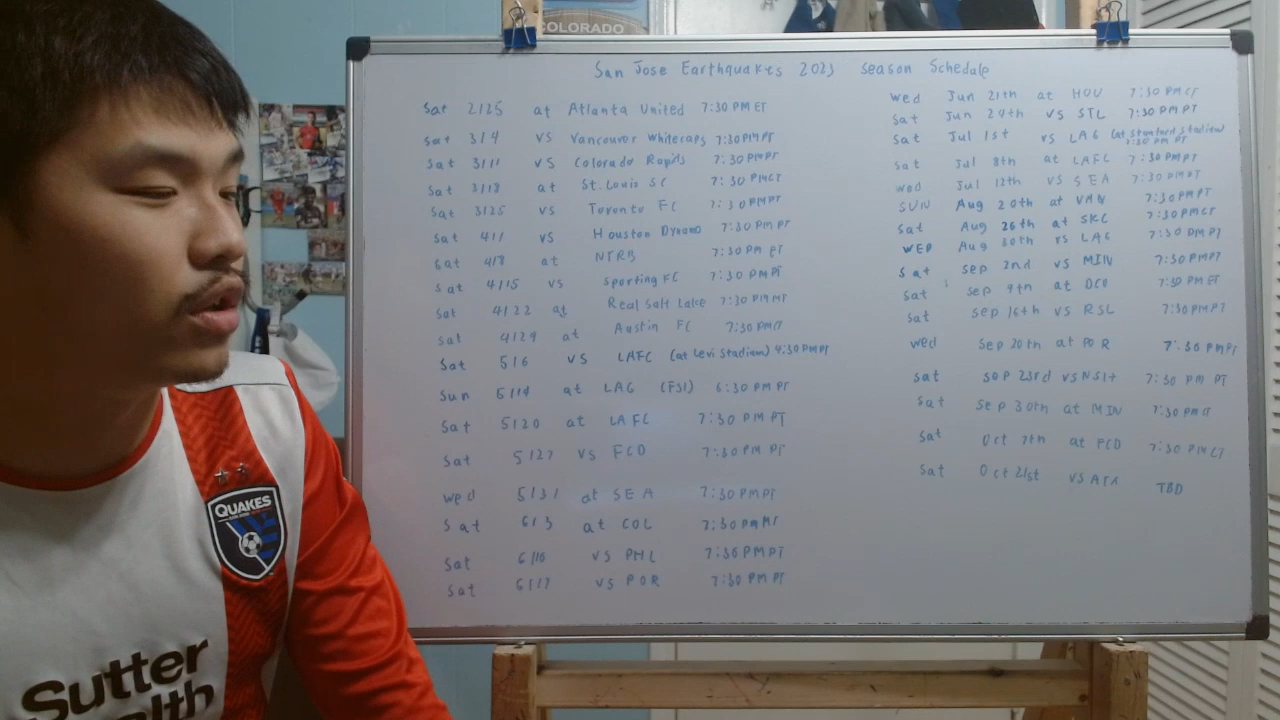 COLORADO
San Jose Earthquakes 2023 season Schedule
Sat 2/25 at Atlanta United 7:30 PM ET
Sat 3/4 VS Vancouver Whitecaps 7:30 PM PT
Sat 3/11 VS Colorado Rapids 7:30 PM PT
Sat 3/18 at St. Louis SC 7:30 PM CT
Sat 3/25 VS Toronto FC 7:30 PM PT
Sat 4/1 VS Houston Dynamo 7:30 PM PT
Sat 4/8 at NYRB 7:30 PM ET
Sat 4/15 VS Sporting FC 7:30 PM PT
Sat 4/22 at Real Salt Lake 7:30 PM MT
Sat 4/29 at Austin FC 7:30 PM CT
Sat 5/6 VS LAFC (at Levi Stadium) 4:30 PM PT
Sun 5/14 at LAG (FS1) 6:30 PM PT
Sat 5/20 at LAFC 7:30 PM PT
Sat 5/27 VS FCD 7:30 PM PT
Wed 5/31 at SEA 7:30 PM PT
Sat 6/3 at COL 7:30 PM MT
Sat 6/10 VS PHL 7:30 PM PT
Sat 6/17 VS POR 7:30 PM PT
Wed Jun 21th at HOU 7:30 PM CT
Sat Jun 24th VS STL 7:30 PM PT
Sat Jul 1st VS LAG (at Stanford Stadium)
7:30 PM PT
Sat Jul 8th at LAFC 7:30 PM PT
Wed Jul 12th VS SEA 7:30 PM PT
SUN Aug 20th at VAN 7:30 PM PT
Sat Aug 26th at SKC 7:30 PM CT
WED Aug 30th VS LAG 7:30 PM PT
Sat Sep 2nd VS MIN 7:30 PM PT
Sat Sep 9th at DCU 7:30 PM ET
Sat Sep 16th VS RSL 7:30 PM PT
Wed Sep 20th at POR 7:30 PM PT
Sat Sep 23rd VS NSH 7:30 PM PT
Sat Sep 30th at MIN 7:30 PM CT
Sat Oct 7th at FCD 7:30 PM CT
Sat Oct 21st VS ATX TBD
QUAKES
Sutter